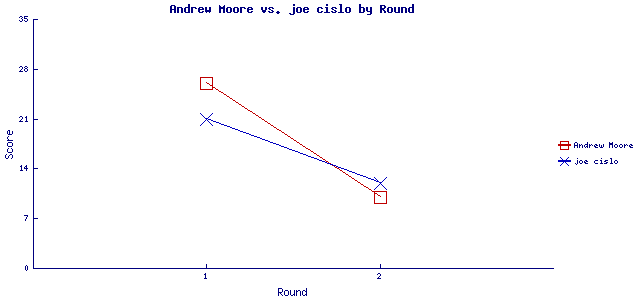 Andrew Moore vs. joe cislo by Round
35
28
21
14
7
0
Score
1
2
Round
Andrew Moore
joe cislo